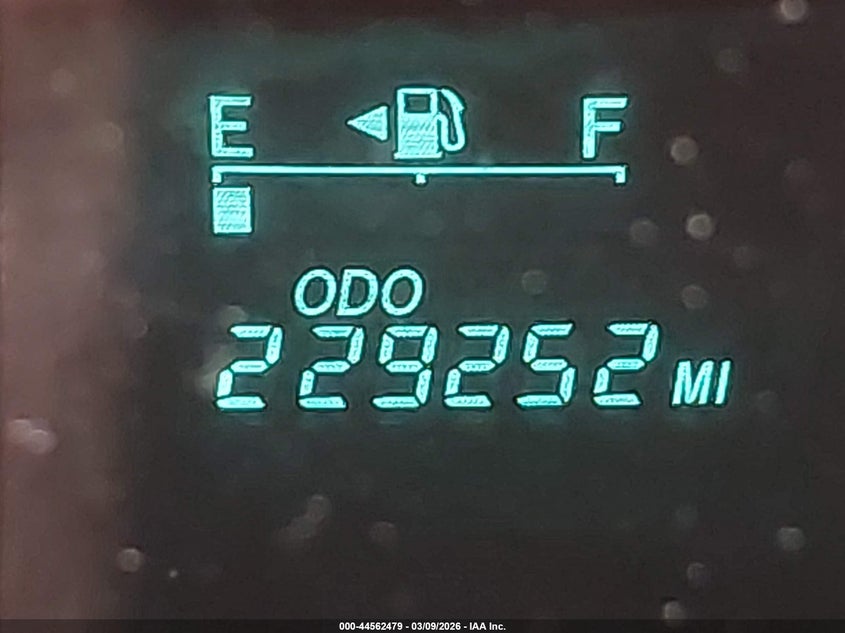 E F
ODO
229252 MI
000-44562479 - 03/09/2026 - IAA Inc.